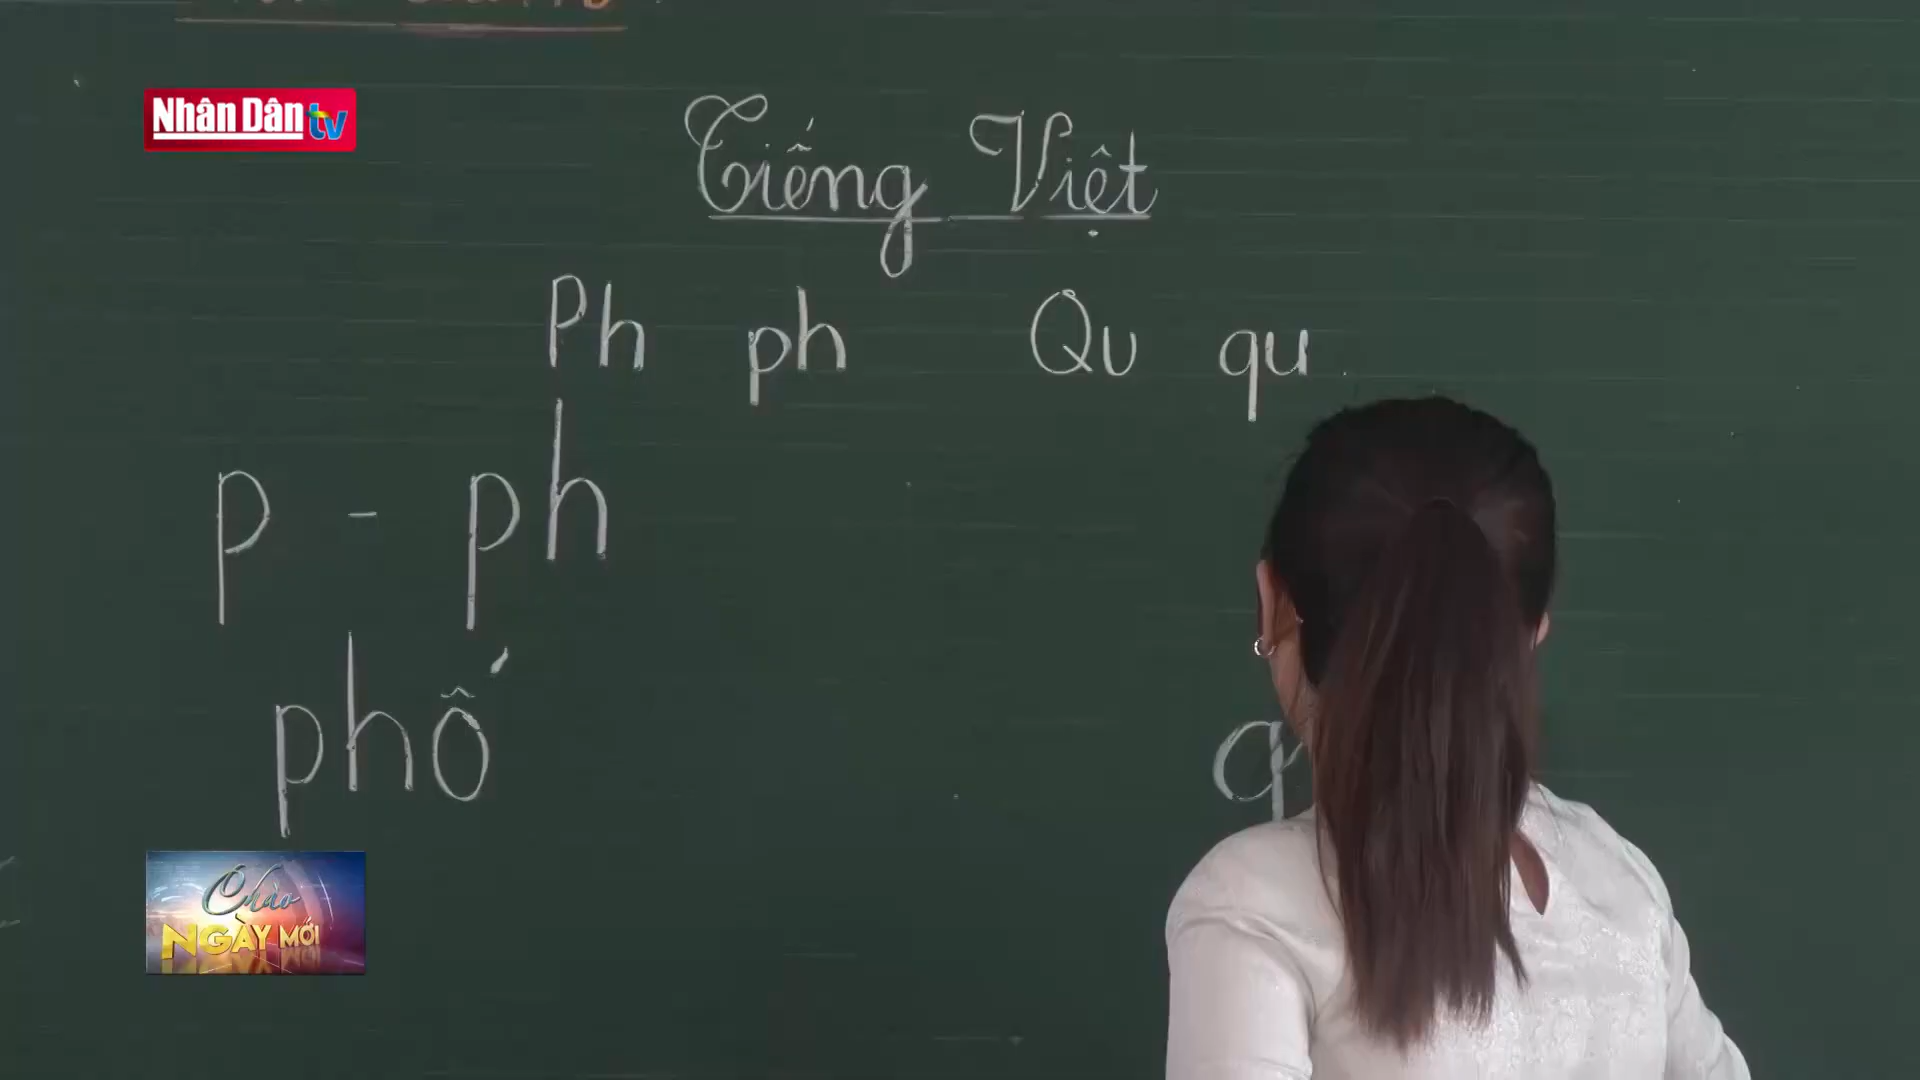 Nhân Dân tv
Tiếng Việt
Ph ph Qu qu
p - ph
phố
q
Chào
NGÀY MỚI